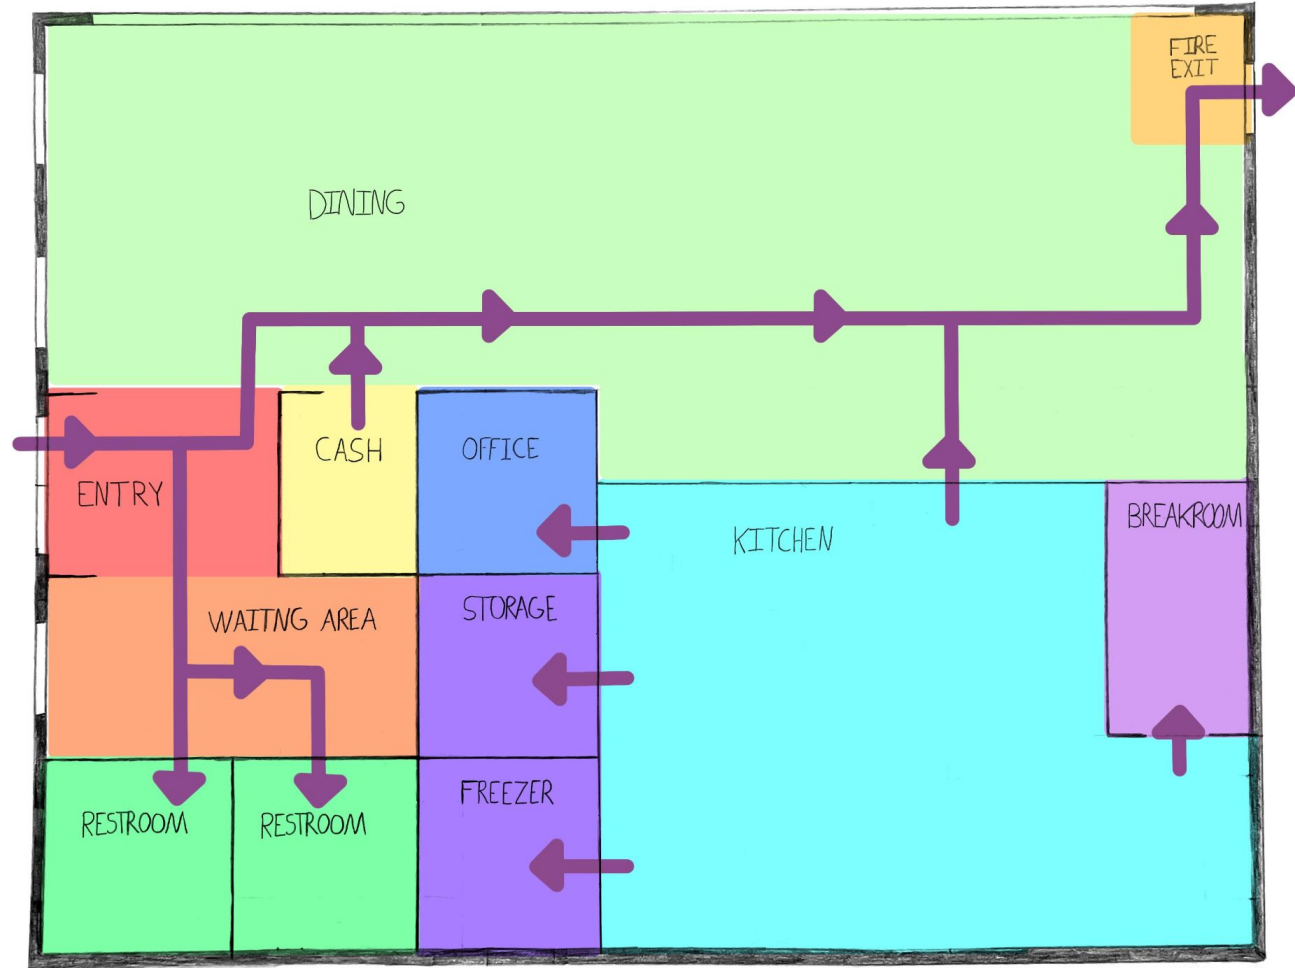 FIRE
EXIT
DINING
CASH
OFFICE
ENTRY
BREAKROOM
KITCHEN
WAITNG AREA
STORAGE
FREEZER
RESTROOM
RESTROOM